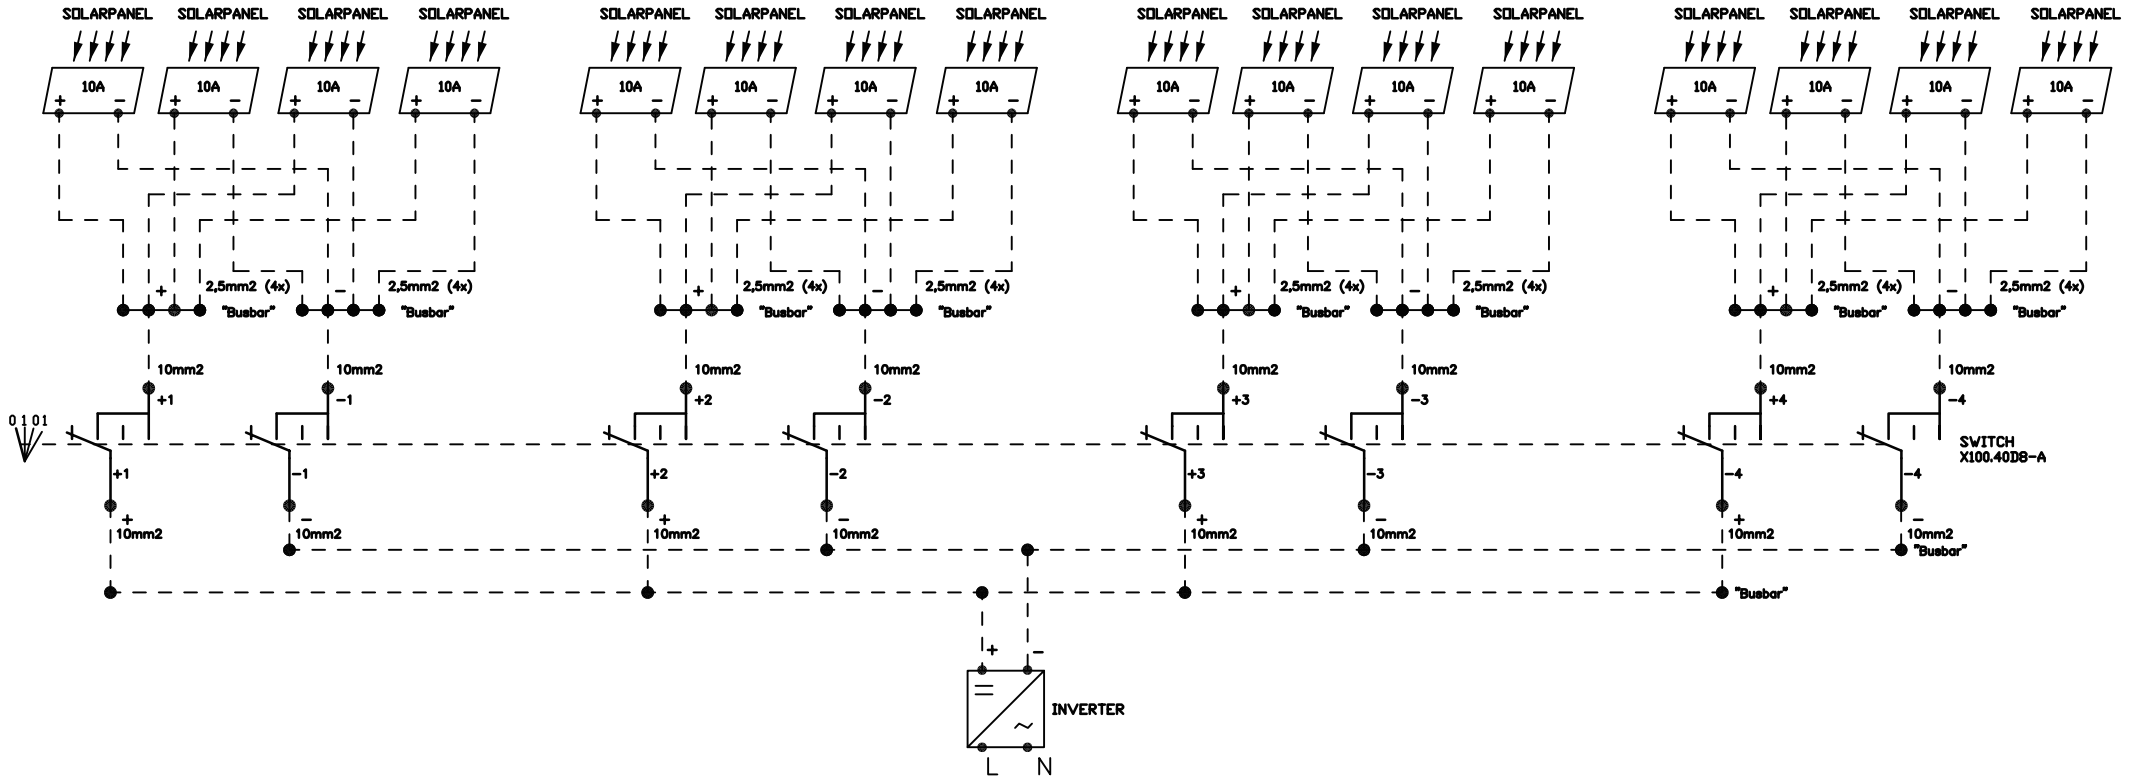 SOLARPANEL SOLARPANEL SOLARPANEL SOLARPANEL SOLARPANEL SOLARPANEL SOLARPANEL SOLARPANEL SOLARPANEL SOLARPANEL SOLARPANEL SOLARPANEL SOLARPANEL SOLARPANEL SOLARPANEL SOLARPANEL
10A 10A 10A 10A 10A 10A 10A 10A 10A 10A 10A 10A 10A 10A 10A 10A
+ − + − + − + − + − + − + − + − + − + − + − + − + − + − + − + −
+ 2,5mm2 (4x) − 2,5mm2 (4x) + 2,5mm2 (4x) − 2,5mm2 (4x) + 2,5mm2 (4x) − 2,5mm2 (4x) + 2,5mm2 (4x) − 2,5mm2 (4x)
"Busbar" "Busbar" "Busbar" "Busbar" "Busbar" "Busbar" "Busbar" "Busbar"
10mm2 10mm2 10mm2 10mm2 10mm2 10mm2 10mm2 10mm2
+1 −1 +2 −2 +3 −3 +4 −4
0 1 0 1
SWITCH
X100.40D8-A
+1 −1 +2 −2 +3 −3 −4 −4
+ − + − + − + −
10mm2 10mm2 10mm2 10mm2 10mm2 10mm2 10mm2 10mm2
"Busbar"
"Busbar"
+ −
INVERTER
L N